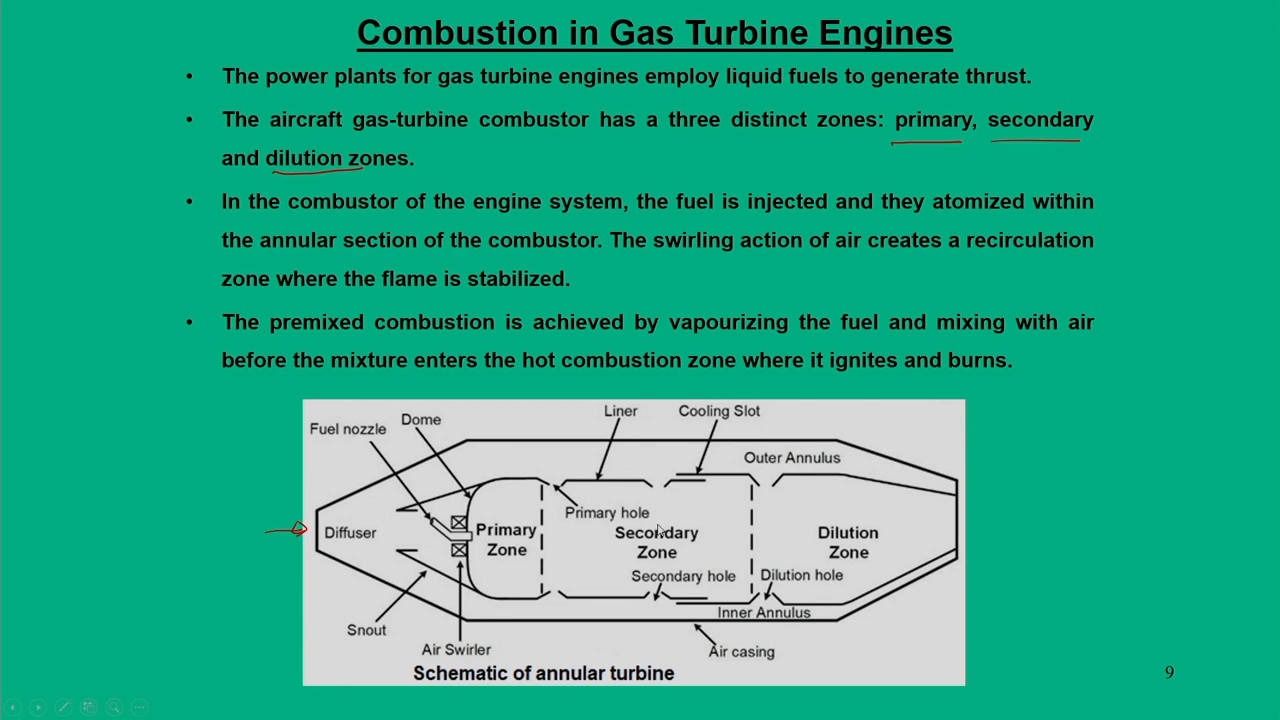 Combustion in Gas Turbine Engines
• The power plants for gas turbine engines employ liquid fuels to generate thrust.
• The aircraft gas-turbine combustor has a three distinct zones: primary, secondary
and dilution zones.
• In the combustor of the engine system, the fuel is injected and they atomized within
the annular section of the combustor. The swirling action of air creates a recirculation
zone where the flame is stabilized.
• The premixed combustion is achieved by vapourizing the fuel and mixing with air
before the mixture enters the hot combustion zone where it ignites and burns.
Liner
Cooling Slot
Dome
Fuel nozzle
Outer Annulus
Primary hole
Diffuser
Primary
Zone
Secondary
Zone
Dilution
Zone
Secondary hole
Dilution hole
Inner Annulus
Snout
Air Swirler
Air casing
Schematic of annular turbine
9